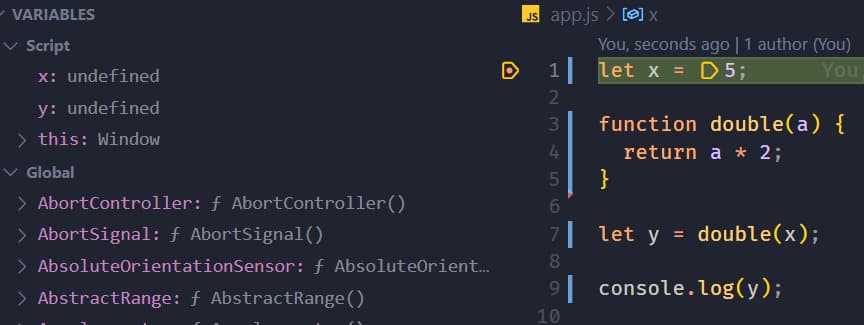 VARIABLES
Script
x: undefined
y: undefined
this: Window
Global
AbortController: ƒ AbortController()
AbortSignal: ƒ AbortSignal()
AbsoluteOrientationSensor: ƒ AbsoluteOrient…
AbstractRange: ƒ AbstractRange()
JS app.js > x
You, seconds ago | 1 author (You)
1 let x = 5; You
2
3 function double(a) {
4 return a * 2;
5 }
6
7 let y = double(x);
8
9 console.log(y);
10